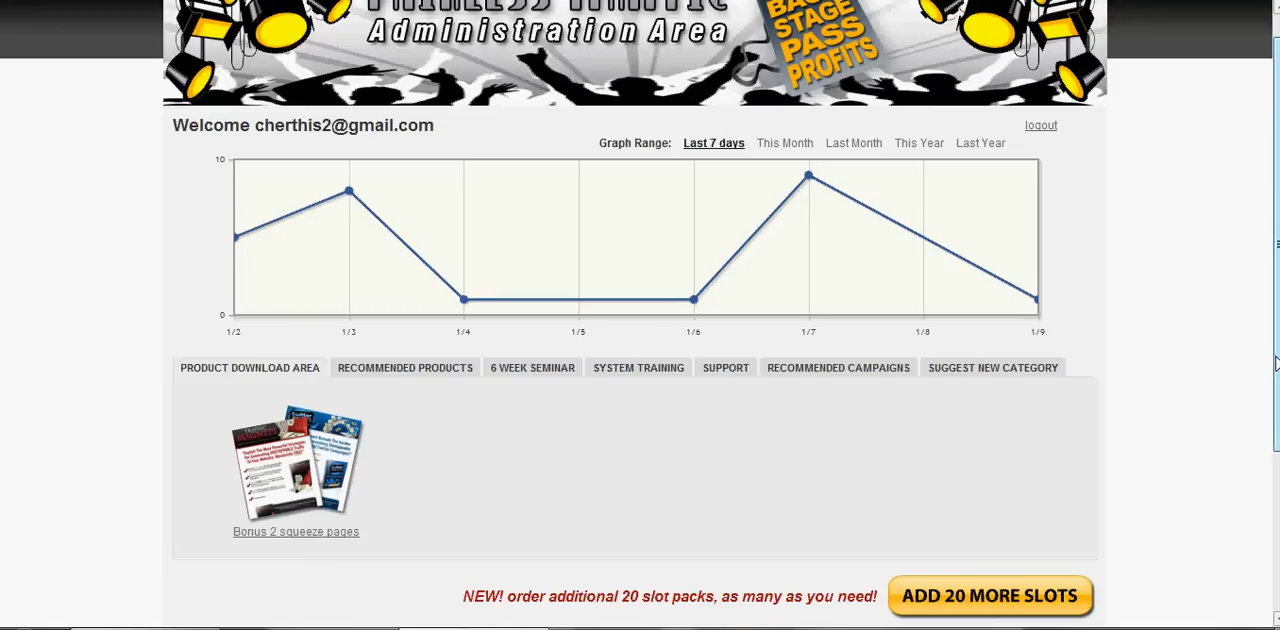 Administration Area
BACK
STAGE
PASS
PROFITS
Welcome cherthis2@gmail.com
logout
Graph Range: Last 7 days This Month Last Month This Year Last Year
10
0
1/2 1/3 1/4 1/5 1/6 1/7 1/8 1/9
PRODUCT DOWNLOAD AREA RECOMMENDED PRODUCTS 6 WEEK SEMINAR SYSTEM TRAINING SUPPORT RECOMMENDED CAMPAIGNS SUGGEST NEW CATEGORY
Bonus 2 squeeze pages
NEW! order additional 20 slot packs, as many as you need!
ADD 20 MORE SLOTS